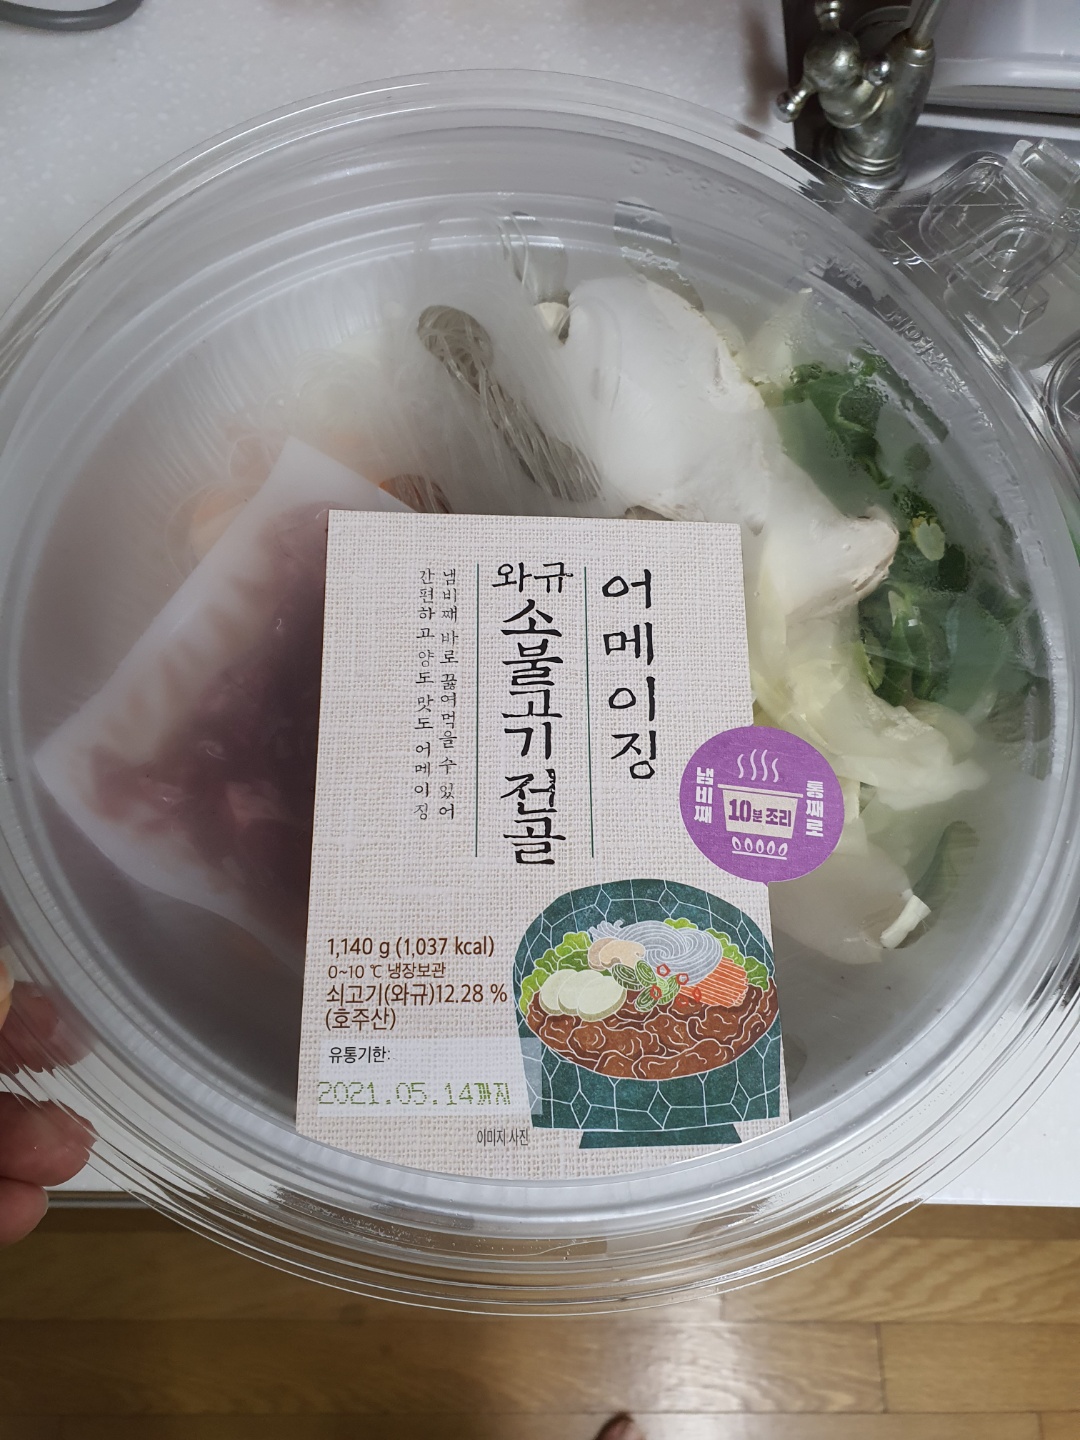 어메이징
와규
소불고기전골
냄비째 바로 끓여먹을 수 있어
간편하고 양도 맛도 어메이징
냄비째
10분 조리
통째로
1,140 g (1,037 kcal)
0~10 ℃ 냉장보관
쇠고기(와규)12.28 %
(호주산)
유통기한:
2021.05.14까지
이미지 사진